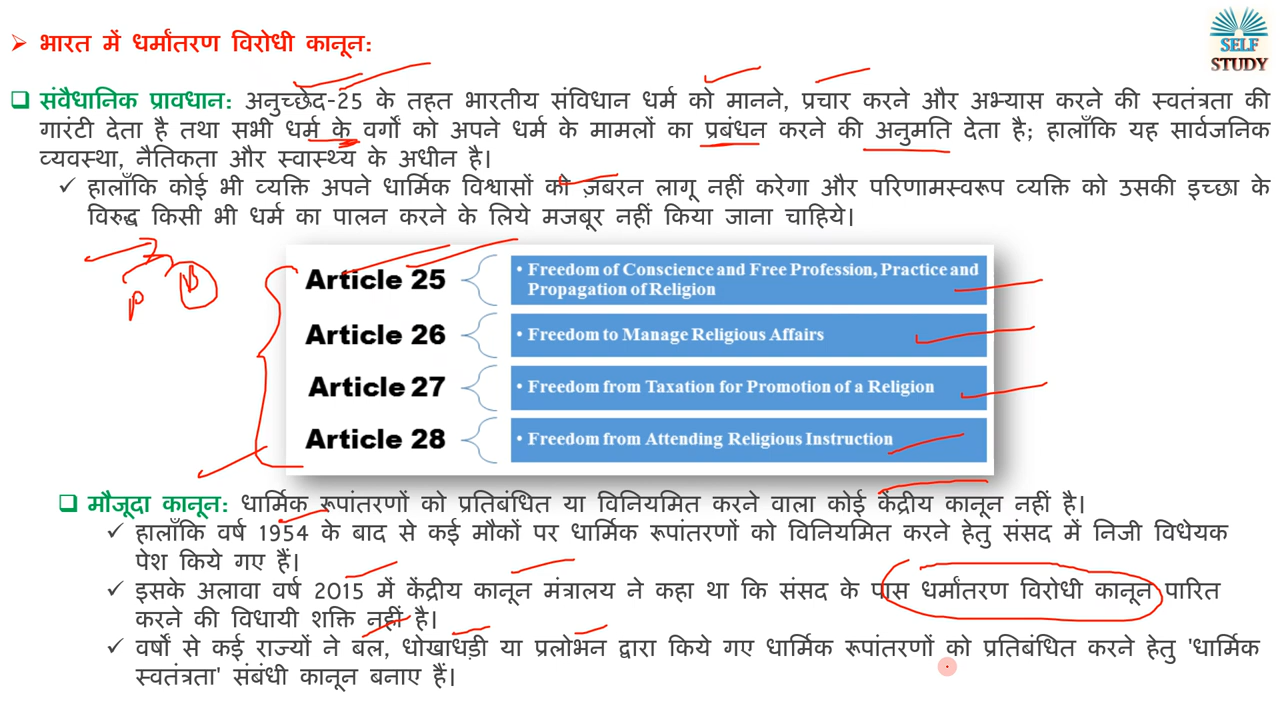 भारत में धर्मांतरण विरोधी कानून:
SELF
STUDY
संवैधानिक प्रावधान: अनुच्छेद-25 के तहत भारतीय संविधान धर्म को मानने, प्रचार करने और अभ्यास करने की स्वतंत्रता की
गारंटी देता है तथा सभी धर्म के वर्गों को अपने धर्म के मामलों का प्रबंधन करने की अनुमति देता है; हालाँकि यह सार्वजनिक
व्यवस्था, नैतिकता और स्वास्थ्य के अधीन है।
✓ हालाँकि कोई भी व्यक्ति अपने धार्मिक विश्वासों को ज़बरन लागू नहीं करेगा और परिणामस्वरूप व्यक्ति को उसकी इच्छा के
विरुद्ध किसी भी धर्म का पालन करने के लिये मजबूर नहीं किया जाना चाहिये।
Article 25
• Freedom of Conscience and Free Profession, Practice and
Propagation of Religion
Article 26
• Freedom to Manage Religious Affairs
Article 27
• Freedom from Taxation for Promotion of a Religion
Article 28
• Freedom from Attending Religious Instruction
मौजूदा कानून: धार्मिक रूपांतरणों को प्रतिबंधित या विनियमित करने वाला कोई केंद्रीय कानून नहीं है।
✓ हालाँकि वर्ष 1954 के बाद से कई मौकों पर धार्मिक रूपांतरणों को विनियमित करने हेतु संसद में निजी विधेयक
पेश किये गए हैं।
✓ इसके अलावा वर्ष 2015 में केंद्रीय कानून मंत्रालय ने कहा था कि संसद के पास धर्मांतरण विरोधी कानून पारित
करने की विधायी शक्ति नहीं है।
✓ वर्षों से कई राज्यों ने बल, धोखाधड़ी या प्रलोभन द्वारा किये गए धार्मिक रूपांतरणों को प्रतिबंधित करने हेतु 'धार्मिक
स्वतंत्रता' संबंधी कानून बनाए हैं।